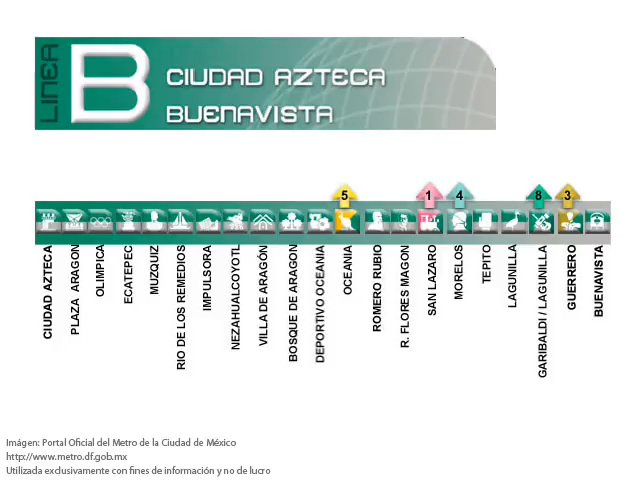 LINEA B CIUDAD AZTECA
BUENAVISTA
5 1 4 8 3
CIUDAD AZTECA
PLAZA ARAGON
OLIMPICA
ECATEPEC
MUZQUIZ
RIO DE LOS REMEDIOS
IMPULSORA
NEZAHUALCOYOTL
VILLA DE ARAGÓN
BOSQUE DE ARAGON
DEPORTIVO OCEANIA
OCEANIA
ROMERO RUBIO
R. FLORES MAGON
SAN LAZARO
MORELOS
TEPITO
LAGUNILLA
GARIBALDI / LAGUNILLA
GUERRERO
BUENAVISTA
Imágen: Portal Oficial del Metro de la Ciudad de México
http://www.metro.df.gob.mx
Utilizada exclusivamente con fines de información y no de lucro